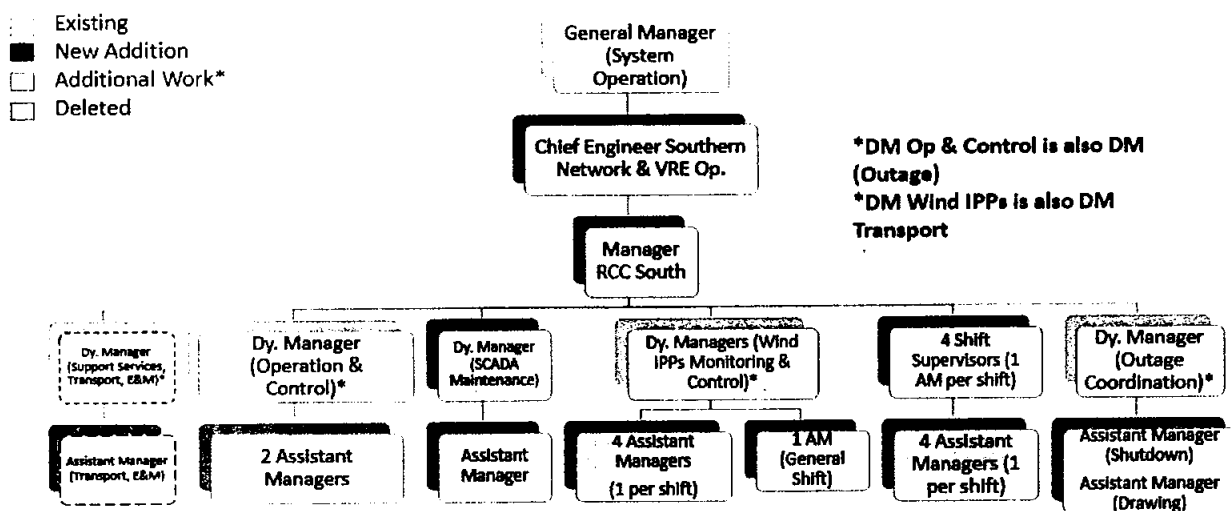 Existing
New Addition
Additional Work*
Deleted
General Manager
(System
Operation)
Chief Engineer Southern
Network & VRE Op.
*DM Op & Control is also DM
(Outage)
*DM Wind IPPs is also DM
Transport
Manager
RCC South
Dy. Manager
(Support Services,
Transport, E&M)*
Dy. Manager
(Operation &
Control)*
Dy. Manager
(SCADA
Maintenance)
Dy. Managers (Wind
IPPs Monitoring &
Control)*
4 Shift
Supervisors (1
AM per shift)
Dy. Manager
(Outage
Coordination)*
Assistant Manager
(Transport, E&M)
2 Assistant
Managers
Assistant
Manager
4 Assistant
Managers
(1 per shift)
1 AM
(General
Shift)
4 Assistant
Managers (1
per shift)
Assistant Manager
(Shutdown)
Assistant Manager
(Drawing)